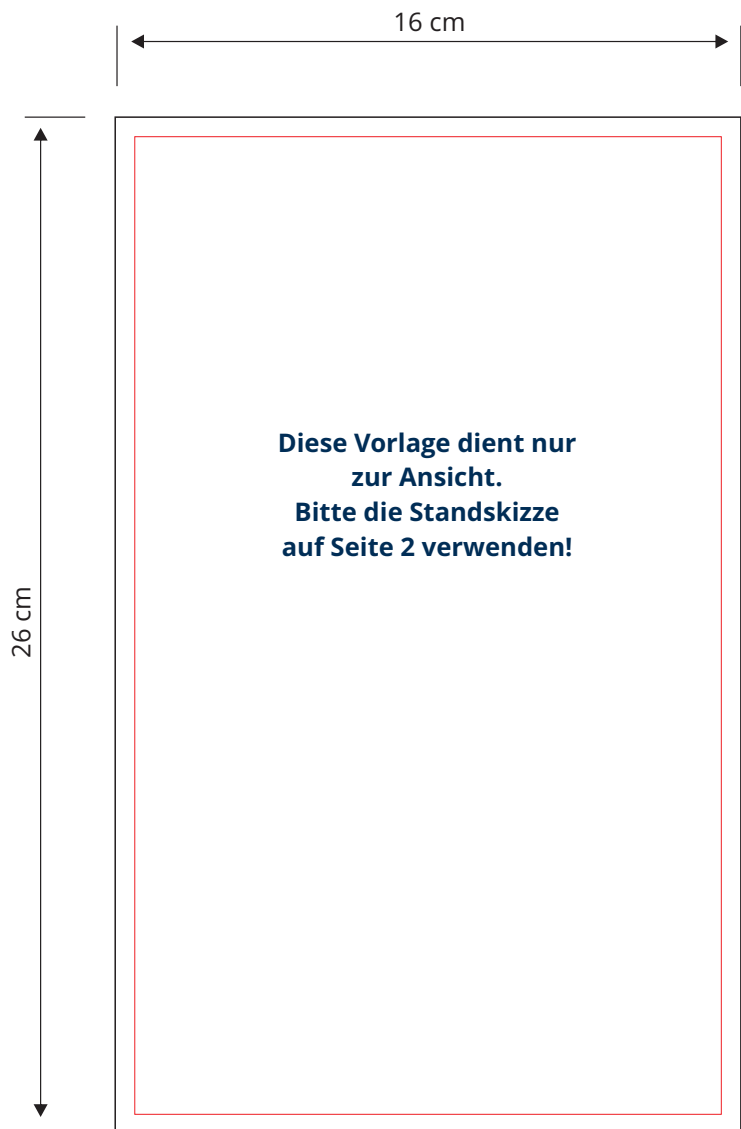 16 cm
Diese Vorlage dient nur
zur Ansicht.
Bitte die Standskizze
auf Seite 2 verwenden!
26 cm